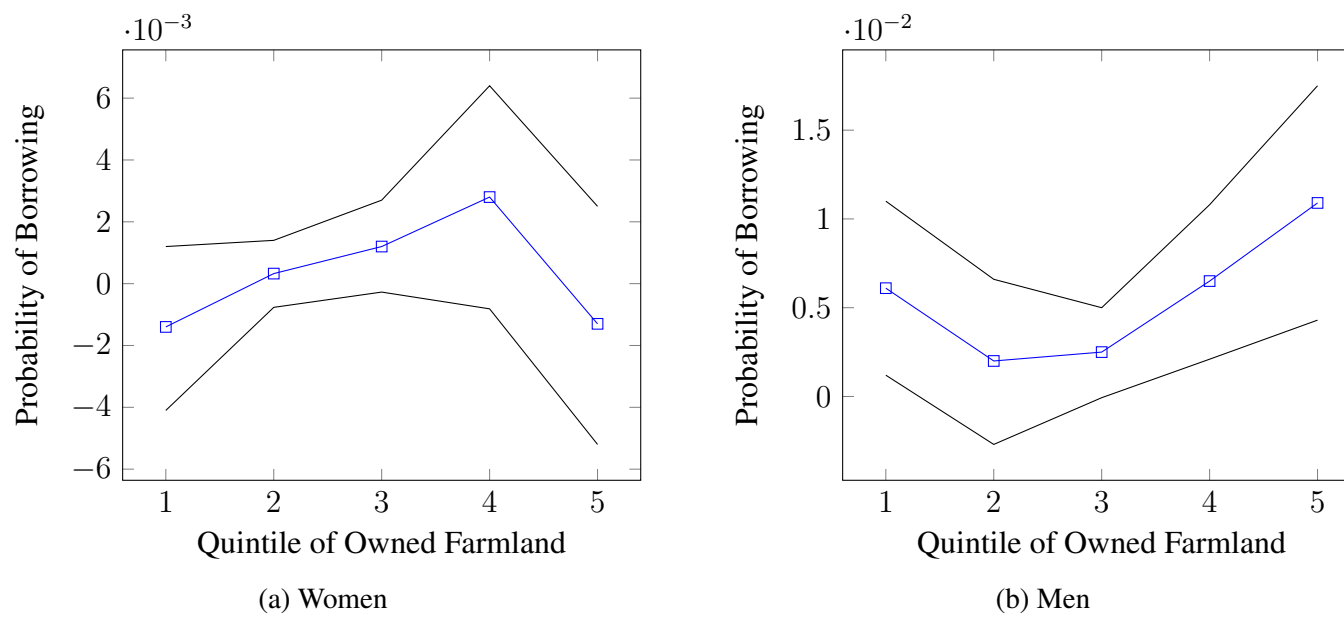 ·10⁻³
6
4
2
0
−2
−4
−6
Probability of Borrowing
1 2 3 4 5
Quintile of Owned Farmland
(a) Women
·10⁻²
1.5
1
0.5
0
Probability of Borrowing
1 2 3 4 5
Quintile of Owned Farmland
(b) Men